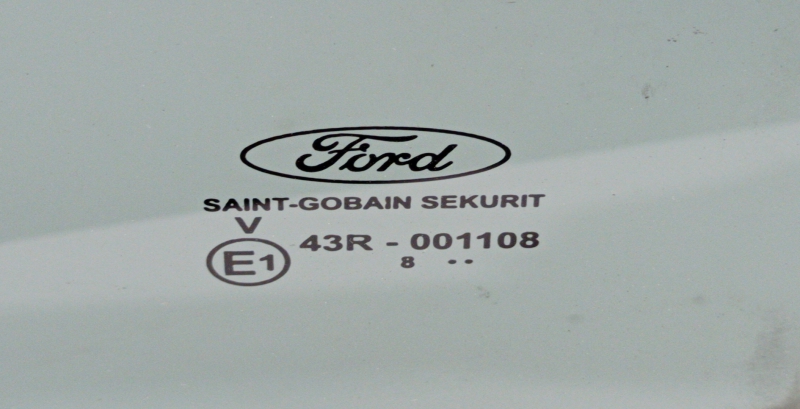 Ford
SAINT-GOBAIN SEKURIT
V
E1 43R - 001108
8 ..